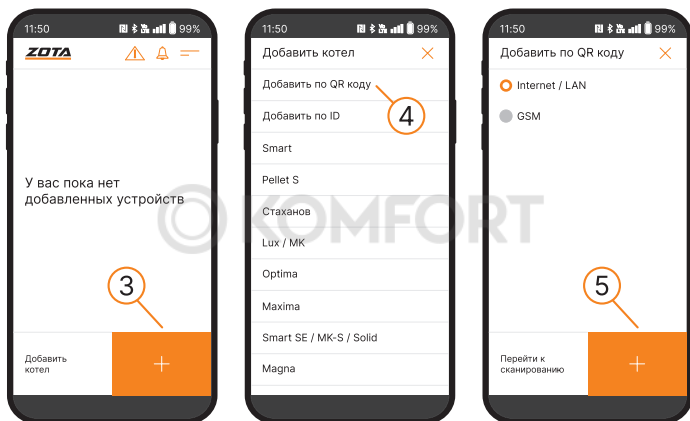 11:50 99%
ZOTA
У вас пока нет
добавленных устройств
3
Добавить
котел
11:50 99%
Добавить котел
Добавить по QR коду
4
Добавить по ID
Smart
Pellet S
Стаханов
Lux / MK
Optima
Maxima
Smart SE / MK-S / Solid
Magna
11:50 99%
Добавить по QR коду
Internet / LAN
GSM
5
Перейти к
сканированию
KOMFORT